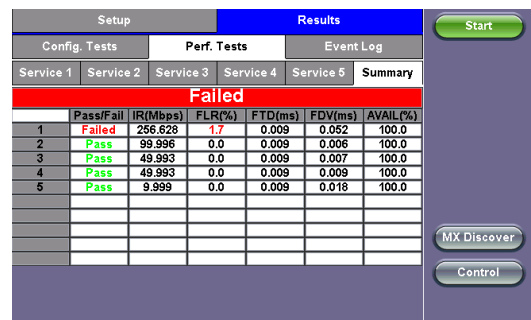 Setup Results
Start
Config. Tests Perf. Tests Event Log
Service 1 Service 2 Service 3 Service 4 Service 5 Summary
Failed
Pass/Fail IR(Mbps) FLR(%) FTD(ms) FDV(ms) AVAIL(%)
1 Failed 256.628 1.7 0.009 0.052 100.0
2 Pass 99.996 0.0 0.009 0.006 100.0
3 Pass 49.993 0.0 0.009 0.007 100.0
4 Pass 49.993 0.0 0.009 0.009 100.0
5 Pass 9.999 0.0 0.009 0.018 100.0
MX Discover
Control